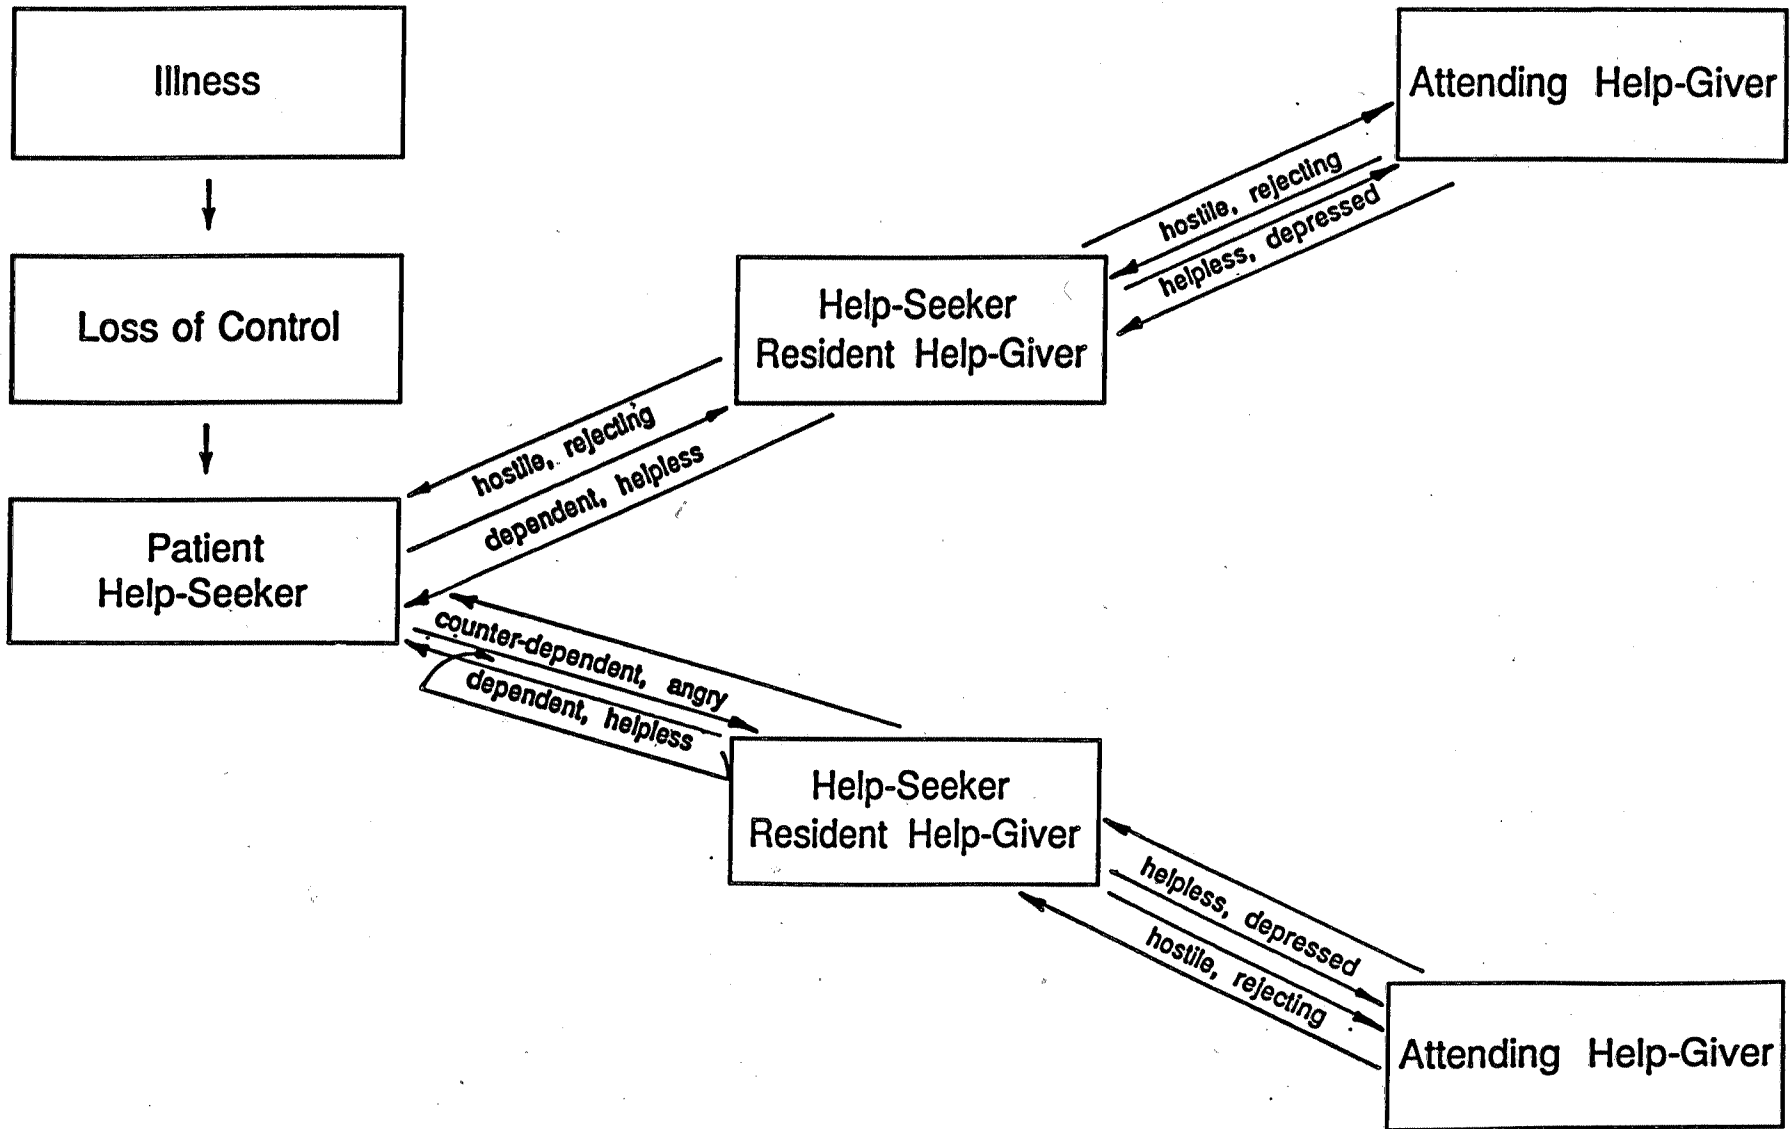 Illness
Attending Help-Giver
hostile, rejecting
helpless, depressed
Loss of Control
Help-Seeker
Resident Help-Giver
hostile, rejecting
dependent, helpless
Patient
Help-Seeker
counter-dependent, angry
dependent, helpless
Help-Seeker
Resident Help-Giver
helpless, depressed
hostile, rejecting
Attending Help-Giver